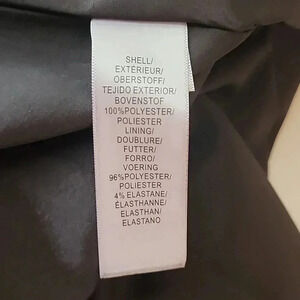 SHELL/
EXTÉRIEUR/
OBERSTOFF/
TEJIDO EXTERIOR/
BOVENSTOF
100%POLYESTER/
POLIESTER
LINING/
DOUBLURE/
FUTTER/
FORRO/
VOERING
96%POLYESTER/
POLIESTER
4% ELASTANE/
ÉLASTHANNE/
ELASTHAN/
ELASTANO